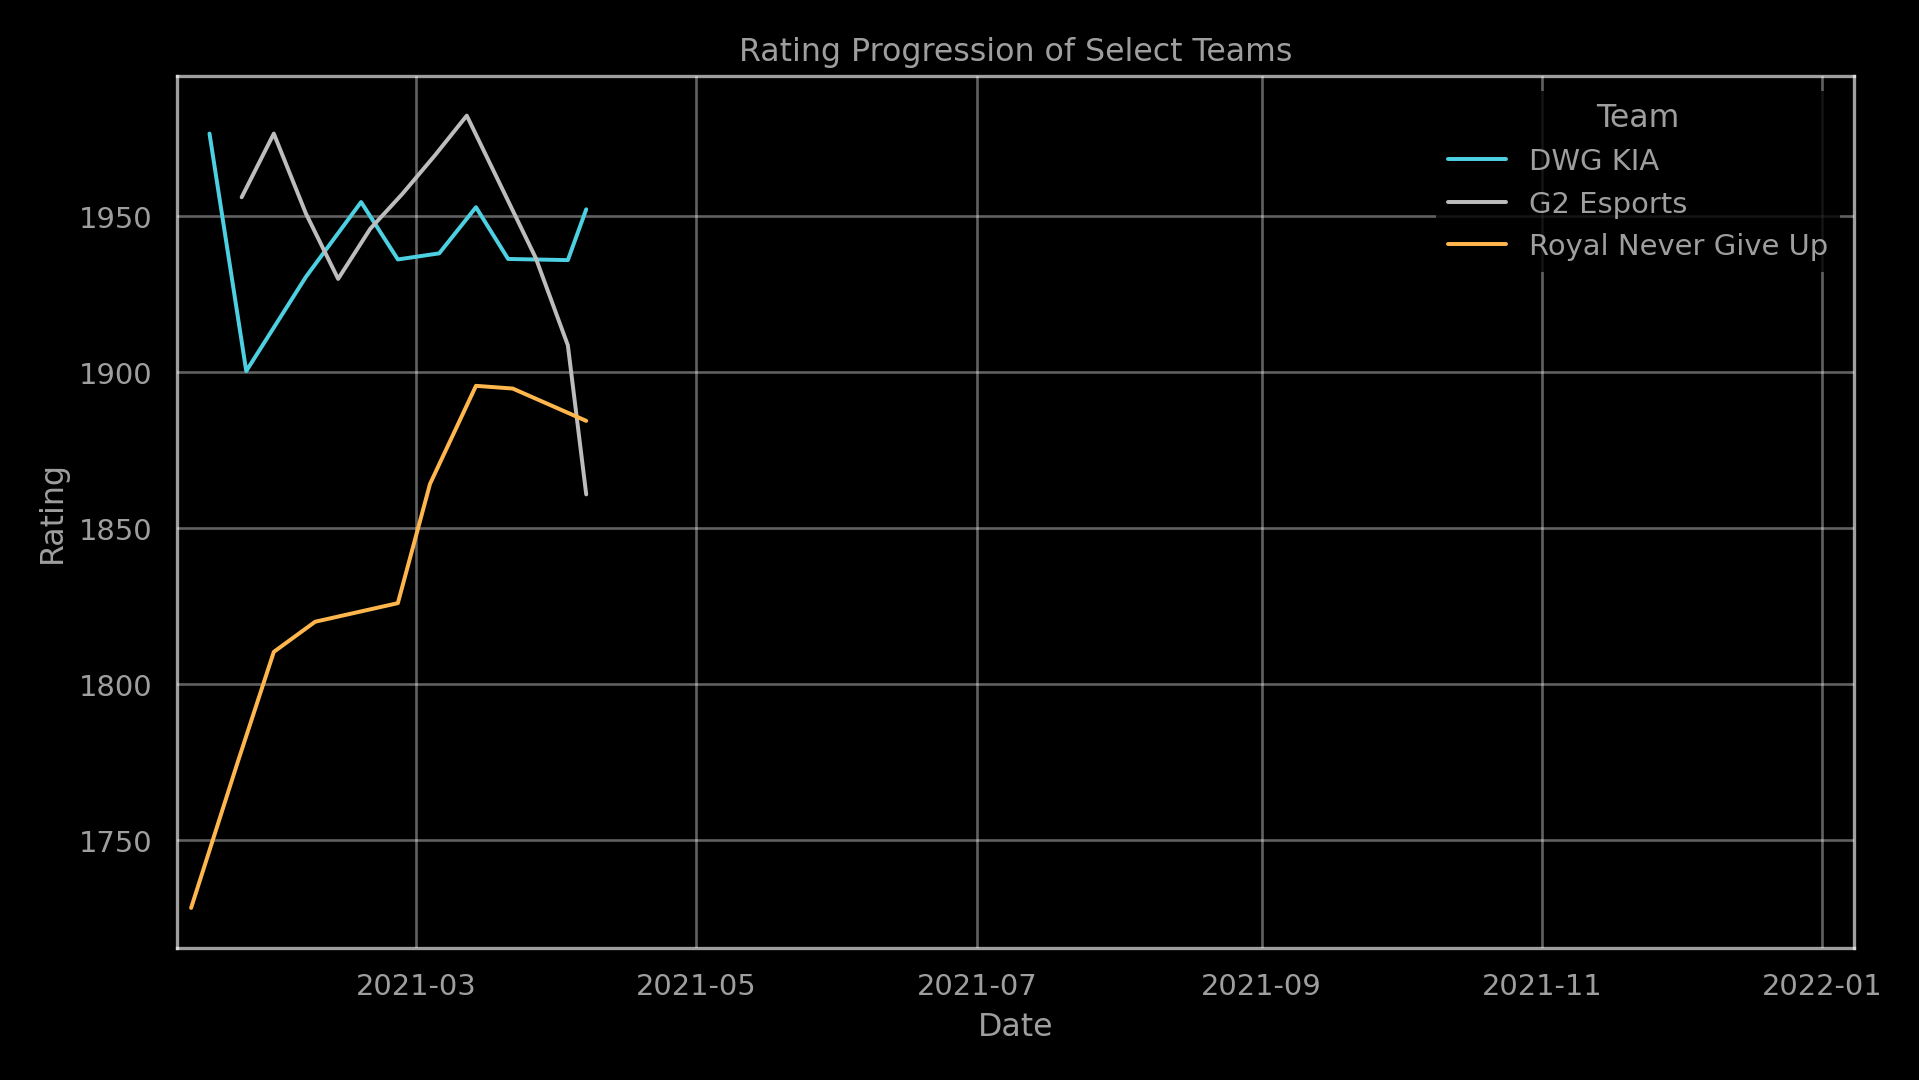 Rating Progression of Select Teams
Team
DWG KIA
G2 Esports
Royal Never Give Up
Rating
1950
1900
1850
1800
1750
2021-03 2021-05 2021-07 2021-09 2021-11 2022-01
Date